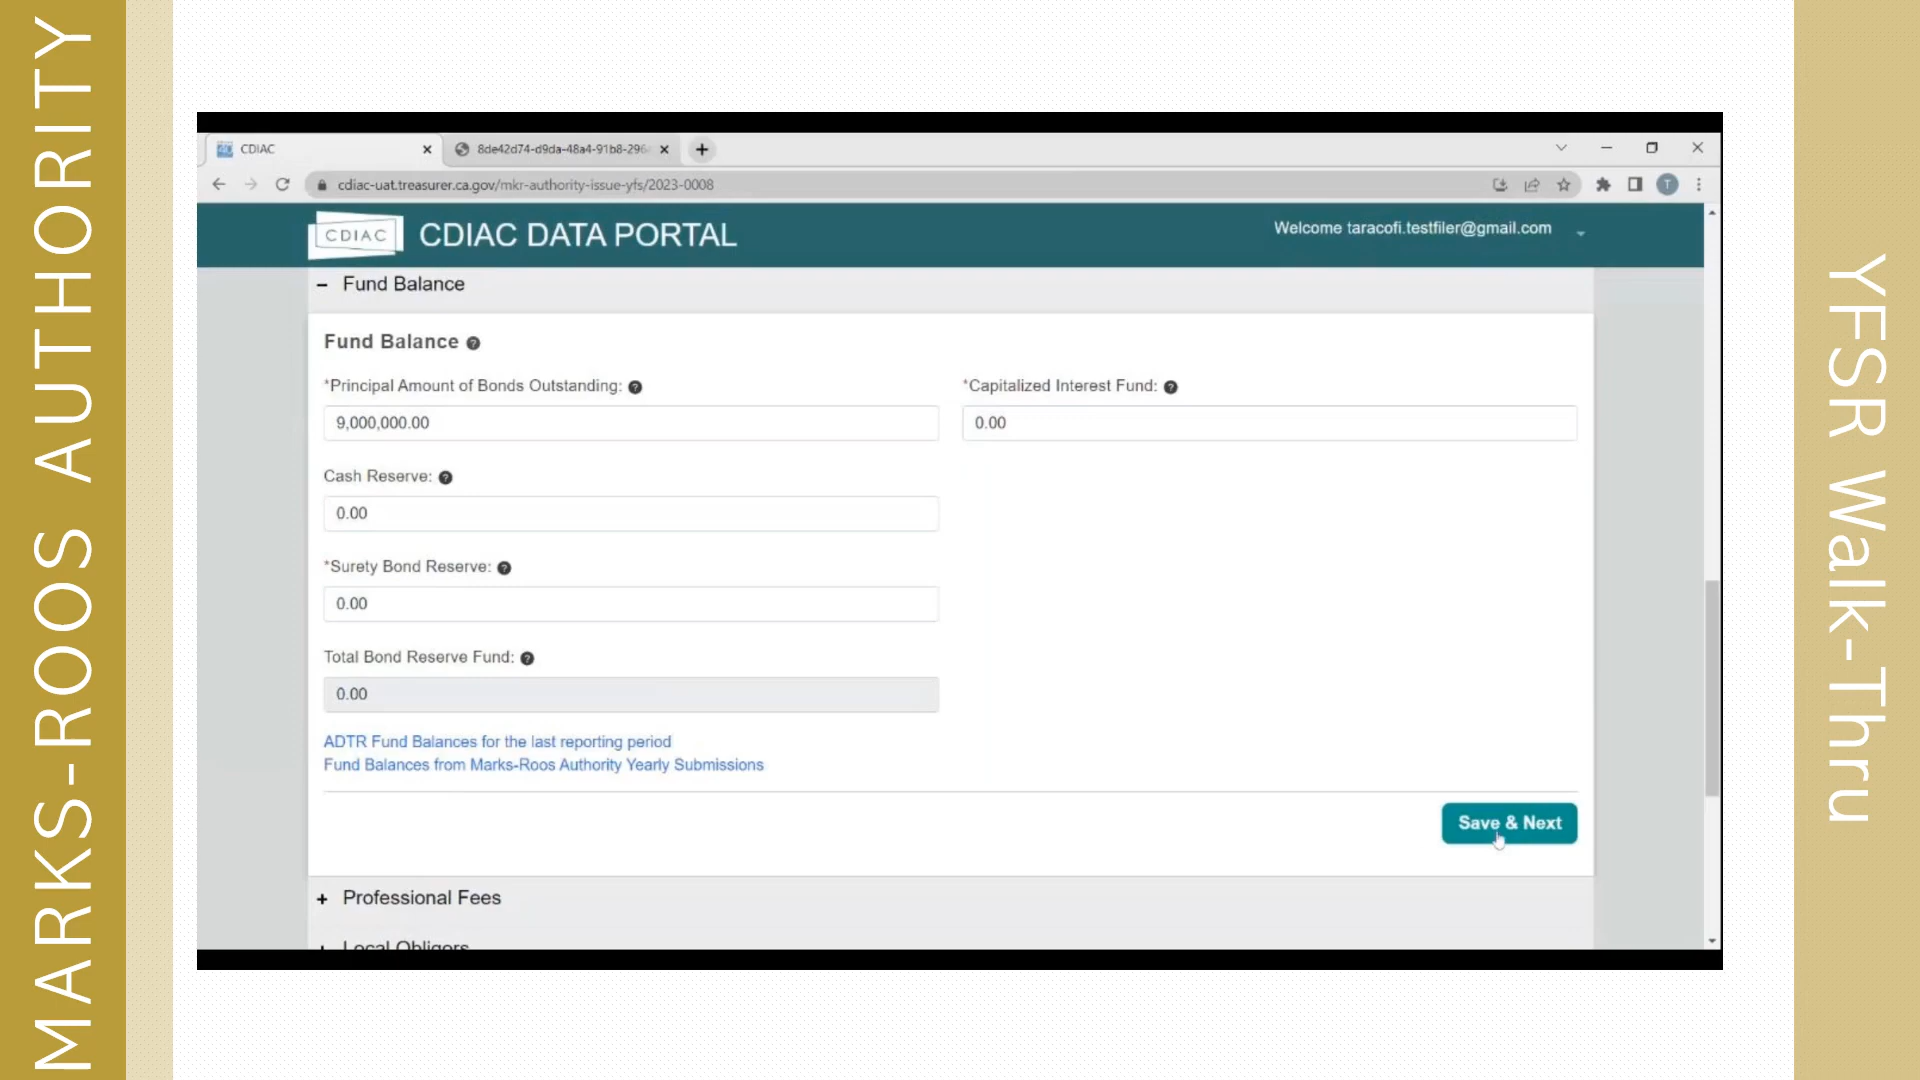 MARKS-ROOS AUTHORITY
CDIAC
8de42d74-d9da-48a4-91b8-296
cdiac-uat.treasurer.ca.gov/mkr-authority-issue-yfs/2023-0008
T
CDIAC
CDIAC DATA PORTAL
Welcome taracofi.testfiler@gmail.com
− Fund Balance
Fund Balance
*Principal Amount of Bonds Outstanding:
*Capitalized Interest Fund:
9,000,000.00
0.00
Cash Reserve:
0.00
*Surety Bond Reserve:
0.00
Total Bond Reserve Fund:
0.00
ADTR Fund Balances for the last reporting period
Fund Balances from Marks-Roos Authority Yearly Submissions
Save & Next
+ Professional Fees
Local Obligors
YFSR Walk-Thru